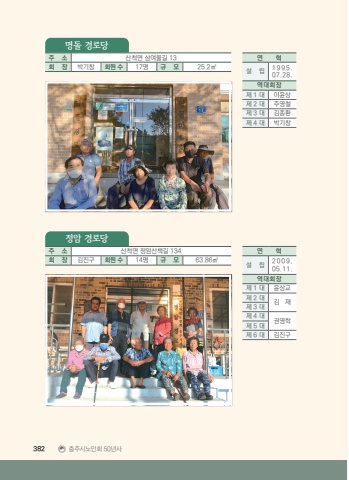 명돌 경로당
주 소 산척면 삼여울길 13
회 장 박기창 회원수 17명 규 모 25.2㎡
연 혁
설 립 1995. 07.28.
역대회장
제1대 이윤상
제2대 주영철
제3대 김종환
제4대 박기창
정암 경로당
주 소 산척면 정암산백길 134
회 장 김진구 회원수 14명 규 모 63.86㎡
연 혁
설 립 2009. 05.11.
역대회장
제1대 윤상교
제2대 김 재
제3대
제4대 권영학
제5대
제6대 김진구
382 충주시노인회 50년사